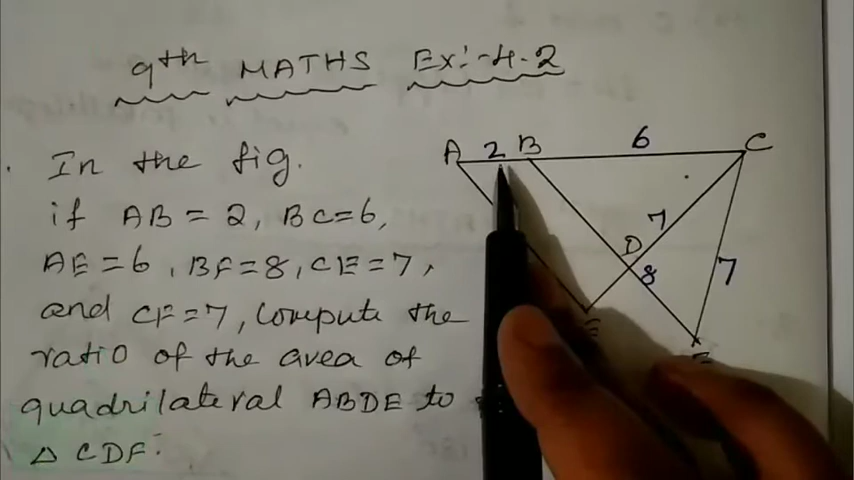 9th MATHS Ex:-4.2
In the fig.
if AB = 2, BC=6,
AE=6, BF=8, CE=7,
and CF=7, compute the
ratio of the area of
quadrilateral ABDE to
△ CDF.
A 2 B 6 C
7
D
8 7
E